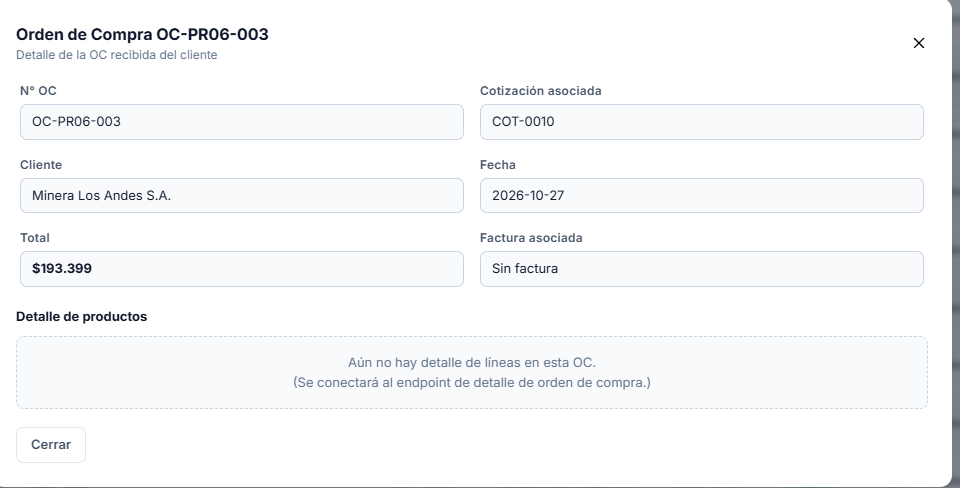 Orden de Compra OC-PR06-003
Detalle de la OC recibida del cliente
N° OC
Cotización asociada
OC-PR06-003
COT-0010
Cliente
Fecha
Minera Los Andes S.A.
2026-10-27
Total
Factura asociada
$193.399
Sin factura
Detalle de productos
Aún no hay detalle de líneas en esta OC.
(Se conectará al endpoint de detalle de orden de compra.)
Cerrar